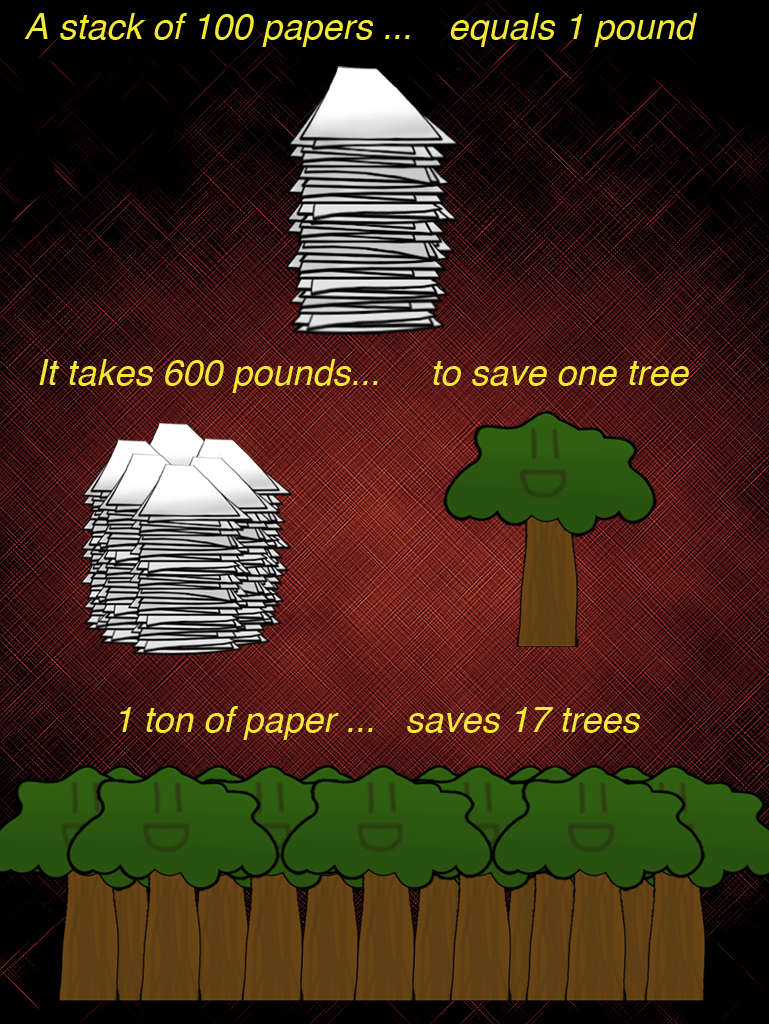 A stack of 100 papers ... equals 1 pound
It takes 600 pounds... to save one tree
1 ton of paper ... saves 17 trees